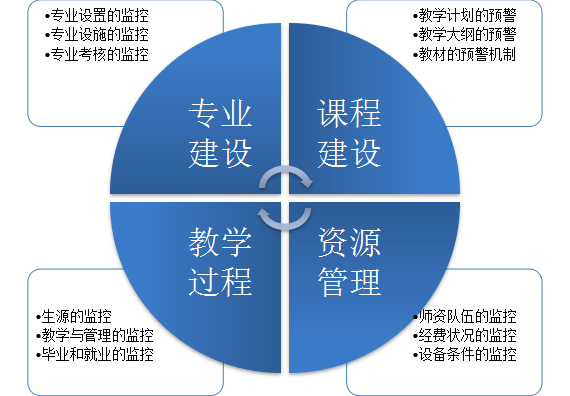 •专业设置的监控
•专业设施的监控
•专业考核的监控
•教学计划的预警
•教学大纲的预警
•教材的预警机制
专业
建设
课程
建设
教学
过程
资源
管理
•生源的监控
•教学与管理的监控
•毕业和就业的监控
•师资队伍的监控
•经费状况的监控
•设备条件的监控